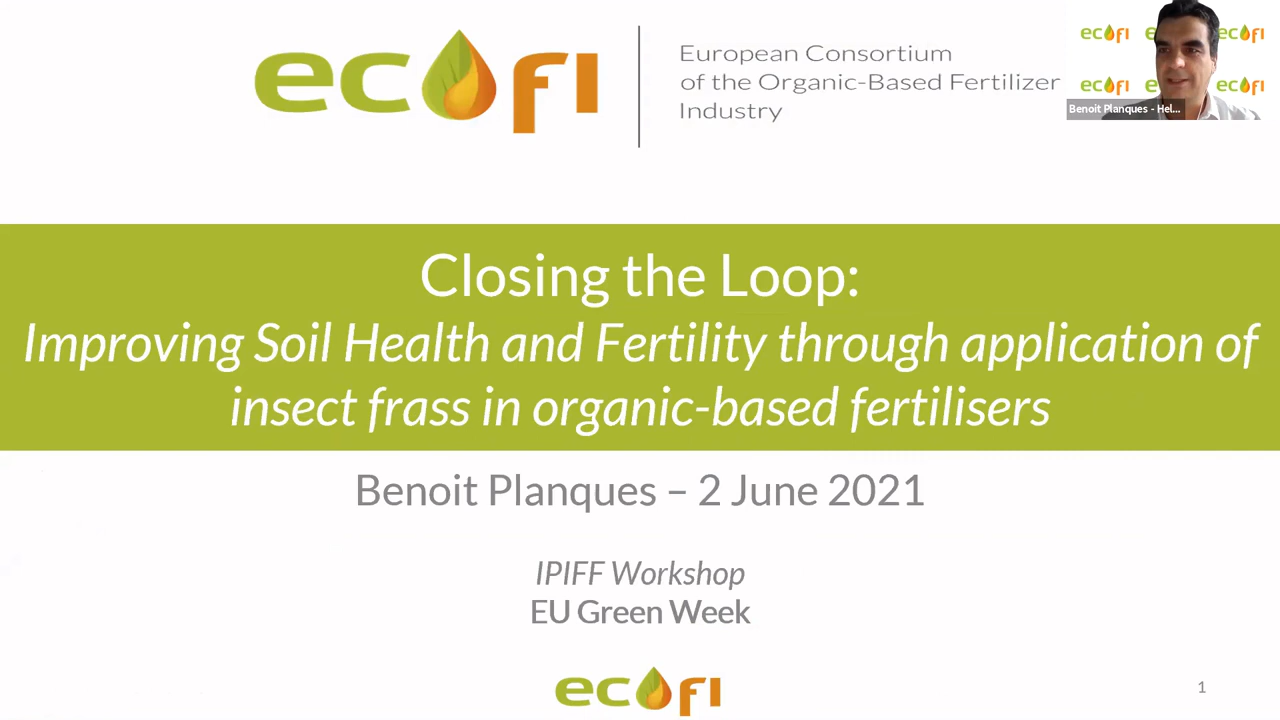 ecofi
European Consortium
of the Organic-Based Fertilizer
Industry
ecofi
ecofi
ecofi
ecofi
Benoit Planques - Hel...
Closing the Loop:
Improving Soil Health and Fertility through application of
insect frass in organic-based fertilisers
Benoit Planques – 2 June 2021
IPIFF Workshop
EU Green Week
ecofi
1